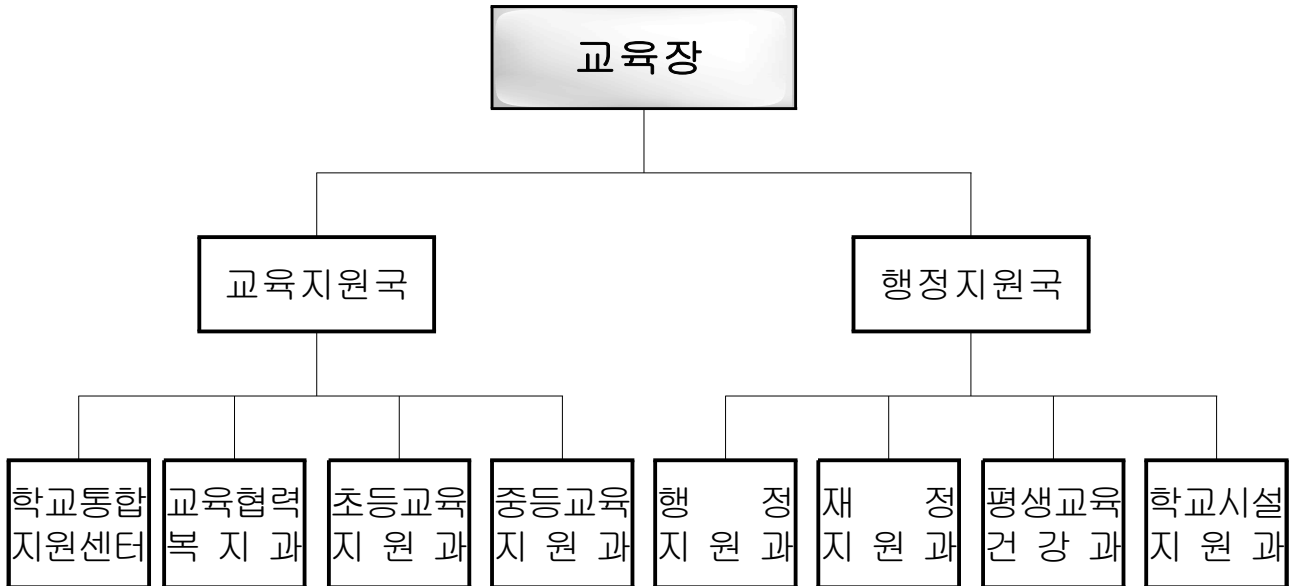 교육장
교육지원국
행정지원국
학교통합
지원센터
교육협력
복 지 과
초등교육
지 원 과
중등교육
지 원 과
행 정
지 원 과
재 정
지 원 과
평생교육
건 강 과
학교시설
지 원 과